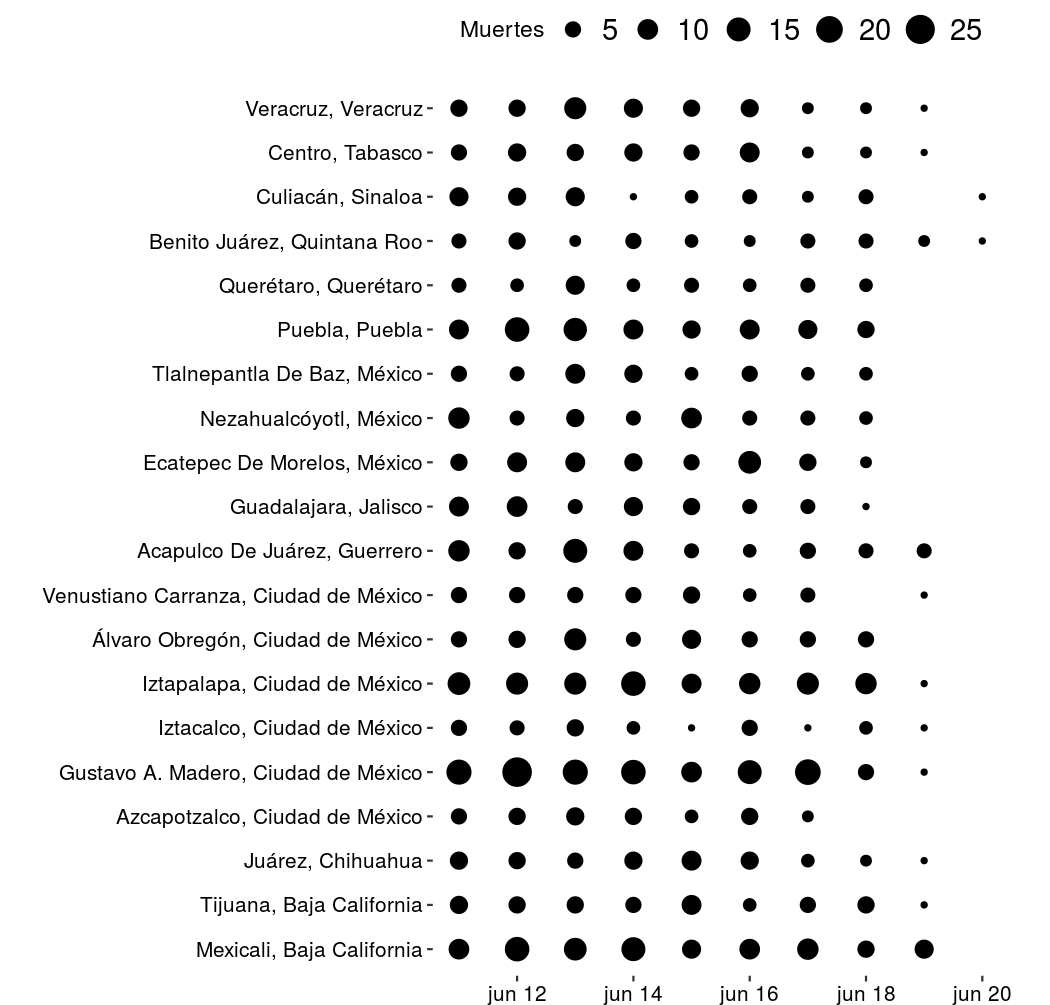 Muertes 5 10 15 20 25
Veracruz, Veracruz
Centro, Tabasco
Culiacán, Sinaloa
Benito Juárez, Quintana Roo
Querétaro, Querétaro
Puebla, Puebla
Tlalnepantla De Baz, México
Nezahualcóyotl, México
Ecatepec De Morelos, México
Guadalajara, Jalisco
Acapulco De Juárez, Guerrero
Venustiano Carranza, Ciudad de México
Álvaro Obregón, Ciudad de México
Iztapalapa, Ciudad de México
Iztacalco, Ciudad de México
Gustavo A. Madero, Ciudad de México
Azcapotzalco, Ciudad de México
Juárez, Chihuahua
Tijuana, Baja California
Mexicali, Baja California
jun 12 jun 14 jun 16 jun 18 jun 20